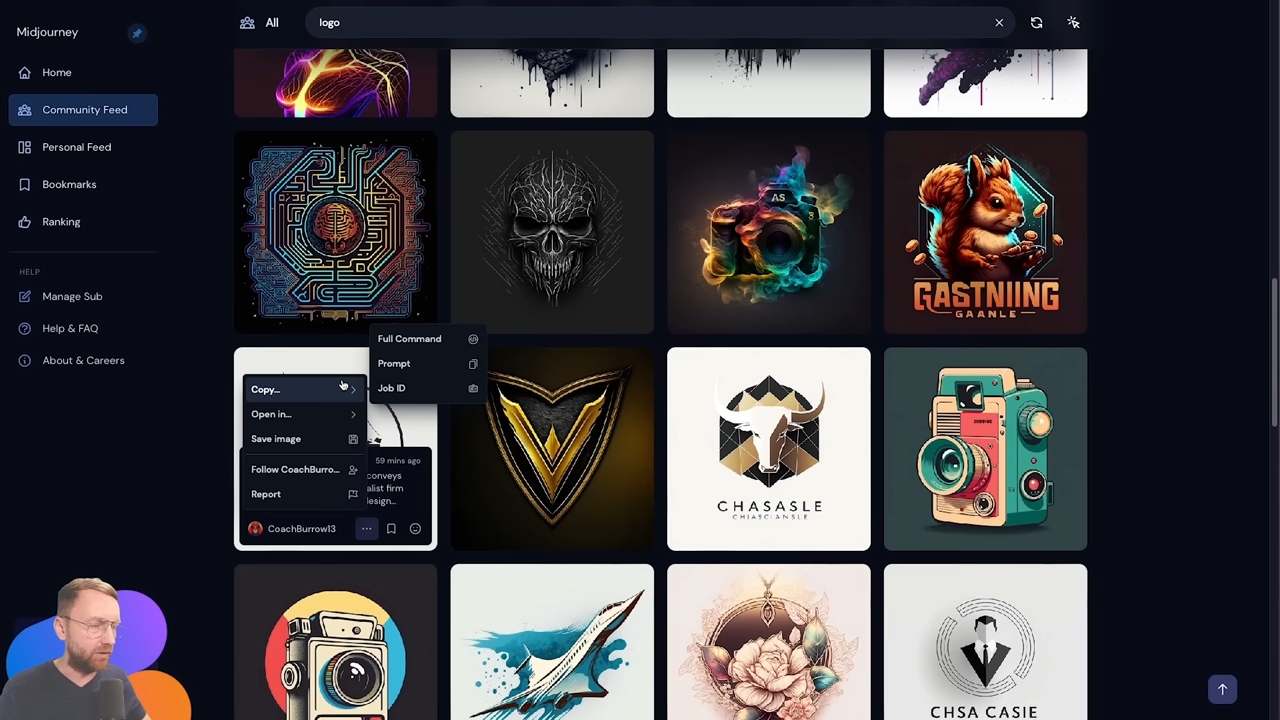 Midjourney
Home
Community Feed
Personal Feed
Bookmarks
Ranking
HELP
Manage Sub
Help & FAQ
About & Careers
All
logo
AS
GASTNIING
GAANLE
Full Command
Prompt
Job ID
Copy...
Open in...
Save image
Follow CoachBurro...
Report
59 mins ago
conveys
alist firm
design...
CoachBurrow13
CHASASLE
CHIASCIANSLE
CHSA CASIE